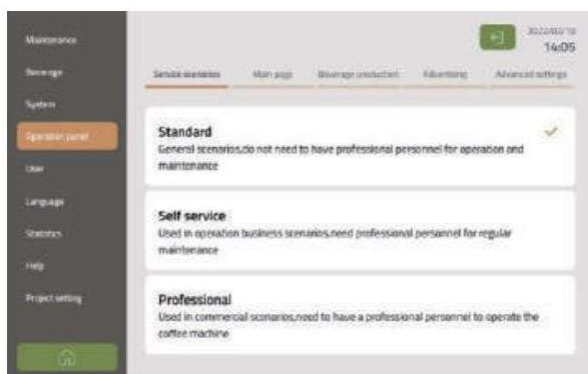 Maintenance
Beverage
System
Operation panel
User
Language
Statistics
Help
Project setting
14:05
Service scenarios Main page Beverage production Advertising Advanced settings
Standard
General scenarios,do not need to have professional personnel for operation and
maintenance
Self service
Used in operation business scenarios,need professional personnel for regular
maintenance
Professional
Used in commercial scenarios,need to have a professional personnel to operate the
coffee machine